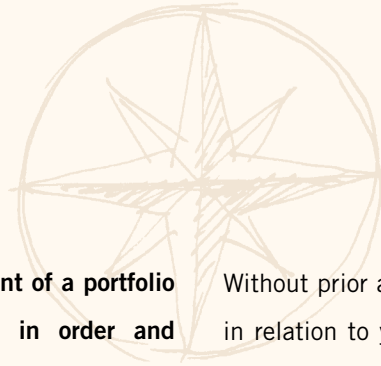 nt of a portfolio
in order and
Without prior a
in relation to y